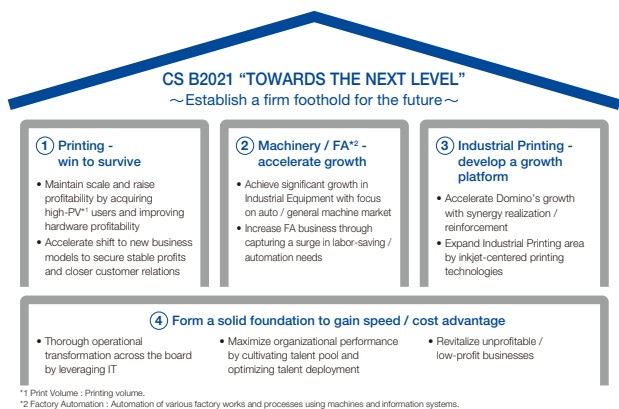 CS B2021 “TOWARDS THE NEXT LEVEL”
～Establish a firm foothold for the future～
① Printing -
win to survive
• Maintain scale and raise
profitability by acquiring
high-PV*1 users and improving
hardware profitability
• Accelerate shift to new business
models to secure stable profits
and closer customer relations
② Machinery / FA*2 -
accelerate growth
• Achieve significant growth in
Industrial Equipment with focus
on auto / general machine market
• Increase FA business through
capturing a surge in labor-saving /
automation needs
③ Industrial Printing -
develop a growth
platform
• Accelerate Domino’s growth
with synergy realization /
reinforcement
• Expand Industrial Printing area
by inkjet-centered printing
technologies
④ Form a solid foundation to gain speed / cost advantage
• Thorough operational
transformation across the board
by leveraging IT
• Maximize organizational performance
by cultivating talent pool and
optimizing talent deployment
• Revitalize unprofitable /
low-profit businesses
*1 Print Volume : Printing volume.
*2 Factory Automation : Automation of various factory works and processes using machines and information systems.